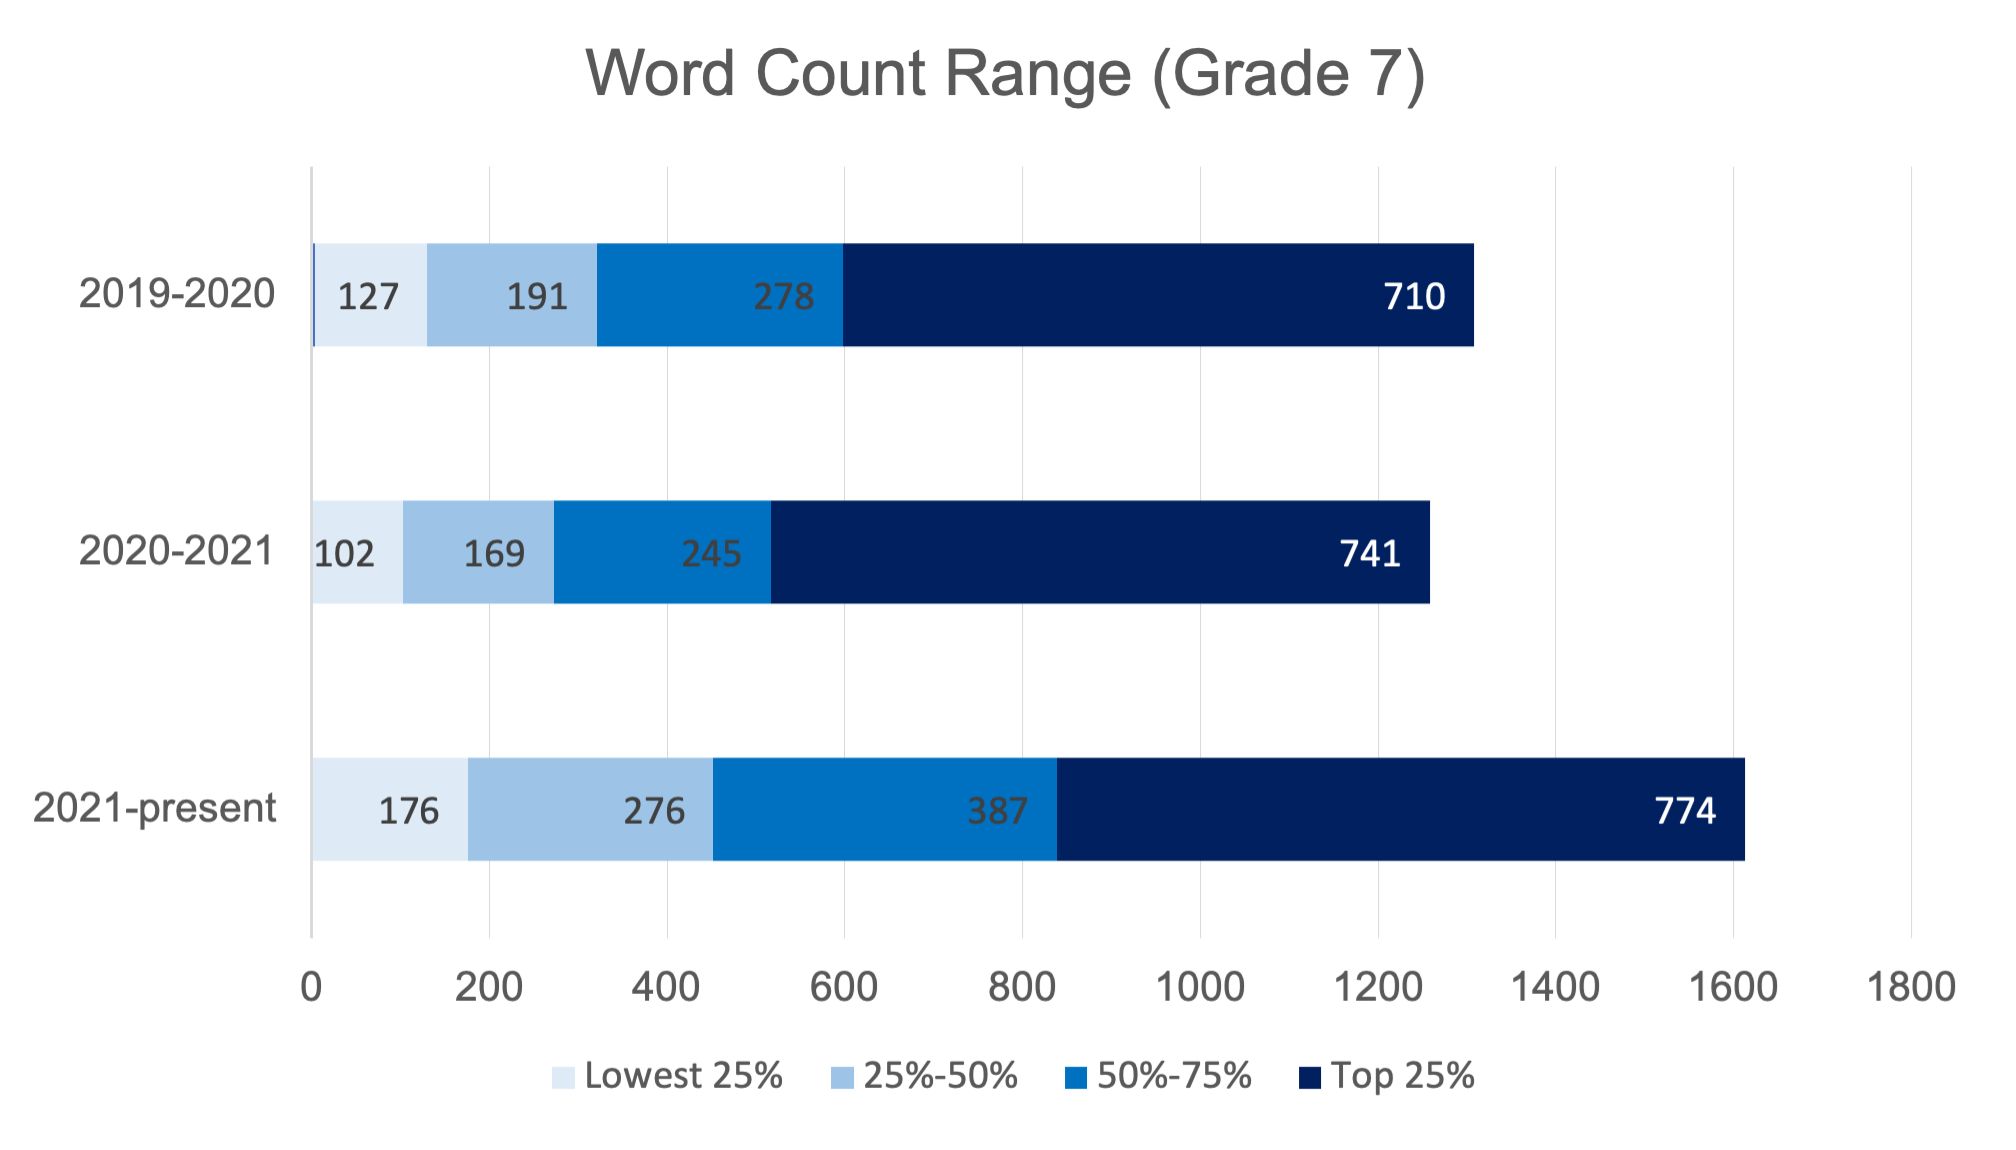 Word Count Range (Grade 7)
2019-2020 127 191 278 710
2020-2021 102 169 245 741
2021-present 176 276 387 774
0 200 400 600 800 1000 1200 1400 1600 1800
Lowest 25% 25%-50% 50%-75% Top 25%